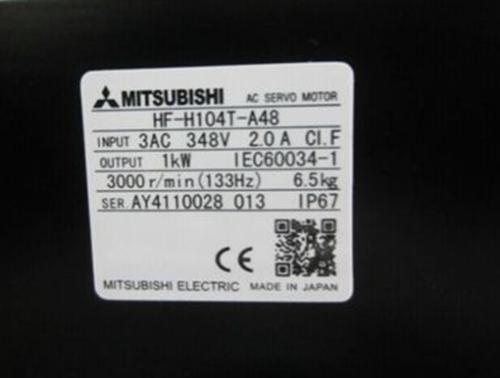 MITSUBISHI AC SERVO MOTOR
HF-H104T-A48
INPUT 3AC 348V 2.0A CI.F
OUTPUT 1kW IEC60034-1
3000r/min(133Hz) 6.5kg
SER.AY4110028 013 IP67
CE
MITSUBISHI ELECTRIC MADE IN JAPAN